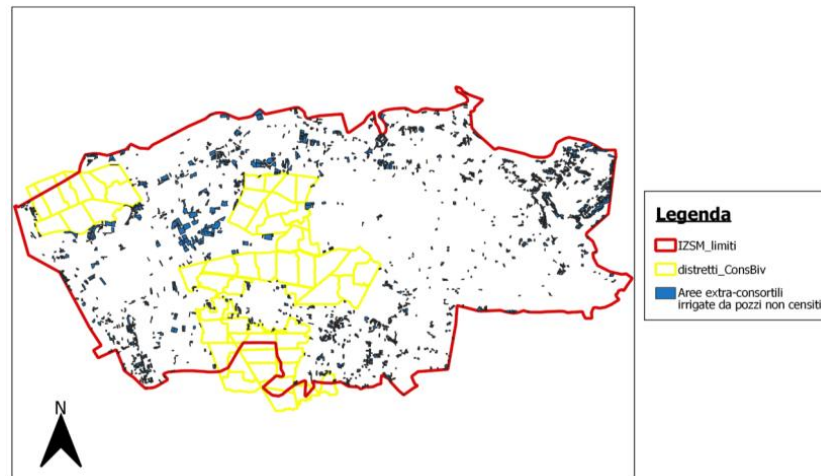 Legenda
IZSM_limiti
distretti_ConsBiv
Aree extra-consortili
irrigate da pozzi non censiti
N